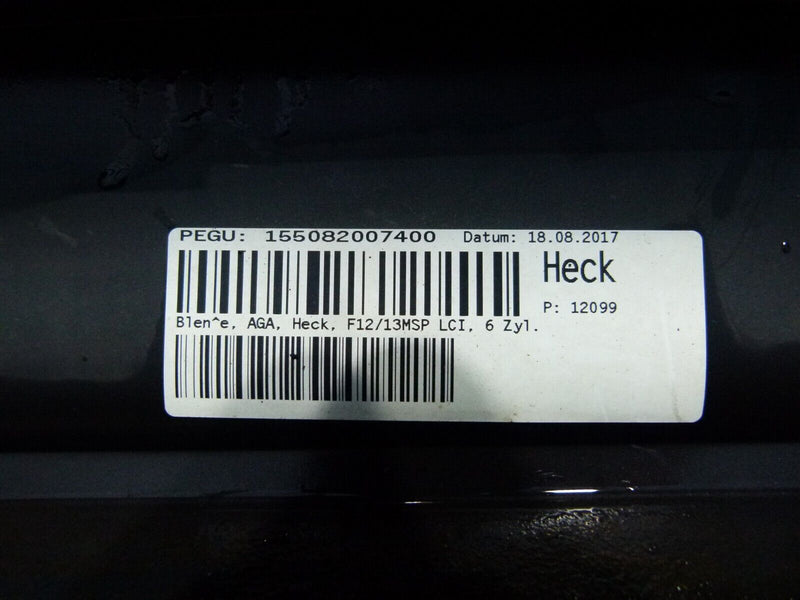 PEGU: 155082007400 Datum: 18.08.2017
Heck
P: 12099
Blen^e, AGA, Heck, F12/13MSP LCI, 6 Zyl.